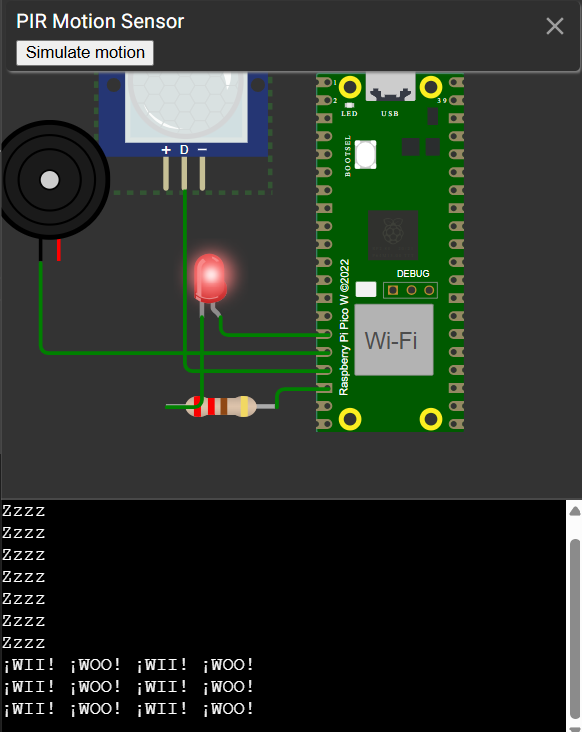 PIR Motion Sensor
Simulate motion
+ D −
1
2
39
LED
USB
BOOTSEL
DEBUG
Raspberry Pi Pico W ©2022
Wi-Fi
Zzzz
Zzzz
Zzzz
Zzzz
Zzzz
Zzzz
Zzzz
¡WII! ¡WOO! ¡WII! ¡WOO!
¡WII! ¡WOO! ¡WII! ¡WOO!
¡WII! ¡WOO! ¡WII! ¡WOO!